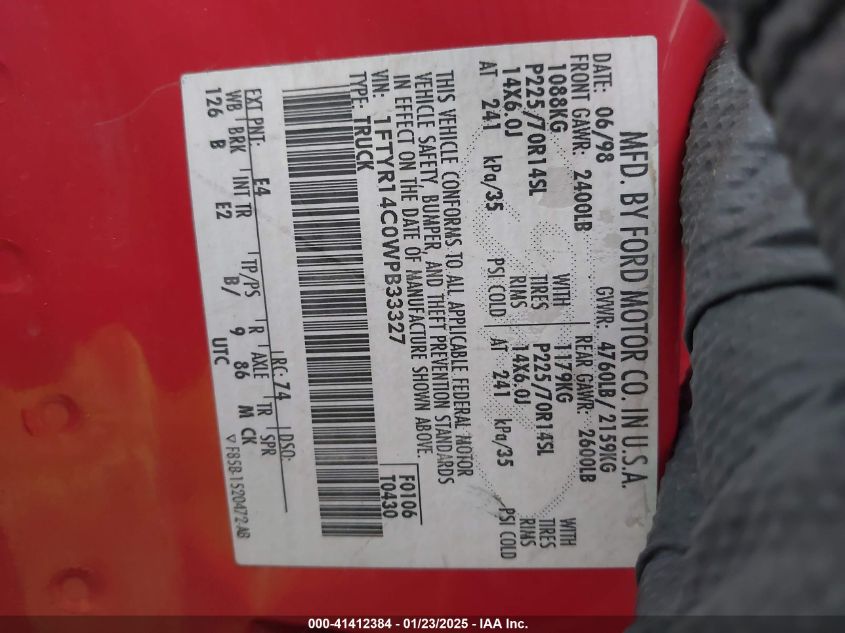 MFD. BY FORD MOTOR CO. IN U.S.A.
DATE: 06/98 GVWR: 4760LB/ 2159KG
FRONT GAWR: 2400LB REAR GAWR: 2600LB
1088KG WITH 1179KG WITH
P225/70R14SL TIRES P225/70R14SL TIRES
14X6.0J RIMS 14X6.0J RIMS
AT 241 kPa/35 PSI COLD AT 241 kPa/35 PSI COLD
THIS VEHICLE CONFORMS TO ALL APPLICABLE FEDERAL MOTOR
VEHICLE SAFETY, BUMPER, AND THEFT PREVENTION STANDARDS
IN EFFECT ON THE DATE OF MANUFACTURE SHOWN ABOVE.
VIN: 1FTYR14C0WPB33327 F0106
TYPE: TRUCK T0430
EXT PNT: E4 RC: 74 DSO:
WB BRK INT TR TP/PS R AXLE TR SPR
126 B E2 B/ 9 86 M CK
UTC ▽ F85B-1520472-AB
000-41412384 - 01/23/2025 - IAA Inc.